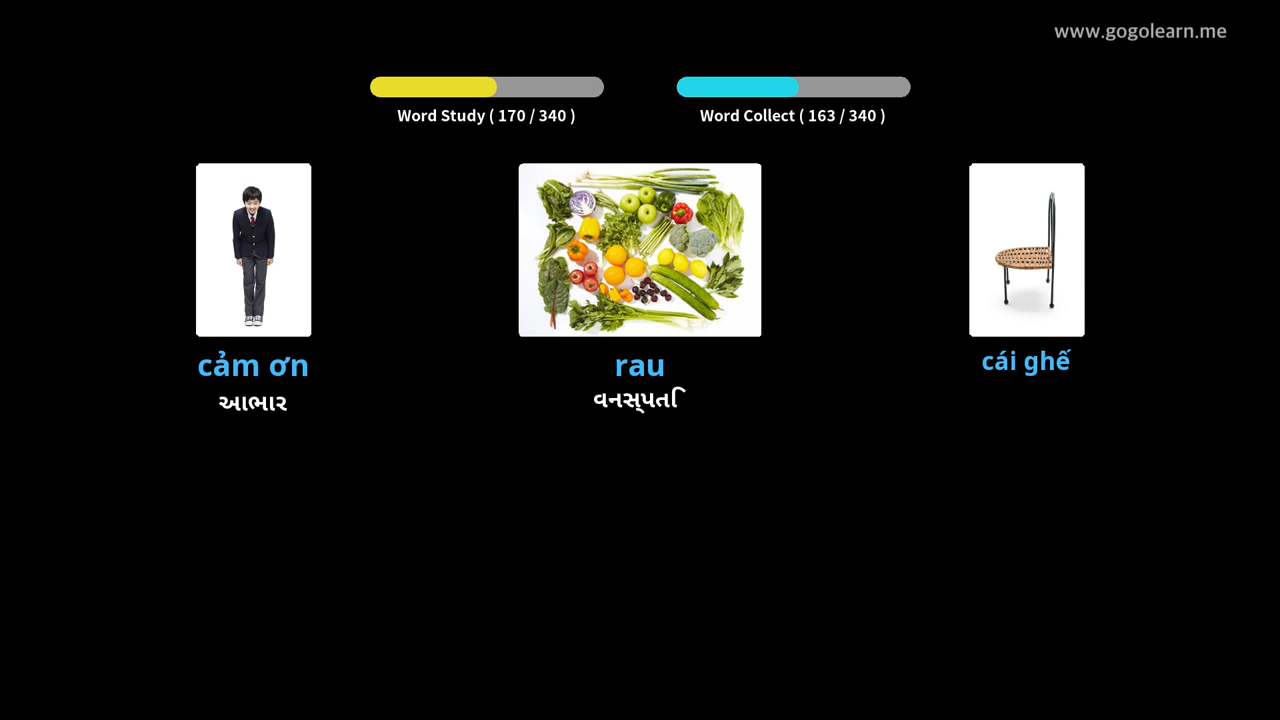 www.gogolearn.me
Word Study ( 170 / 340 )
Word Collect ( 163 / 340 )
cảm ơn
આભાર
rau
વનસ્પતિ
cái ghế